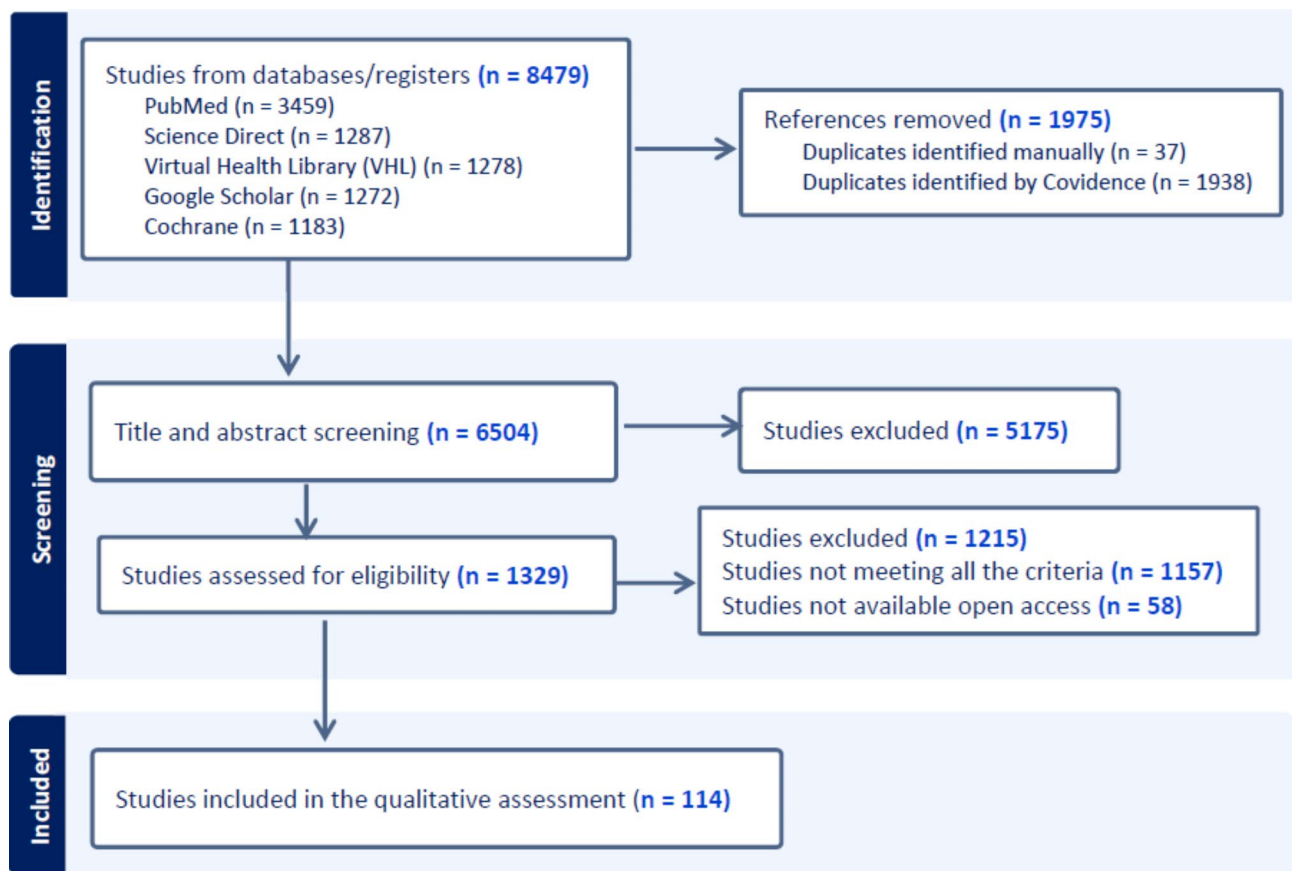 Identification
Studies from databases/registers (n = 8479)
PubMed (n = 3459)
Science Direct (n = 1287)
Virtual Health Library (VHL) (n = 1278)
Google Scholar (n = 1272)
Cochrane (n = 1183)
References removed (n = 1975)
Duplicates identified manually (n = 37)
Duplicates identified by Covidence (n = 1938)
Screening
Title and abstract screening (n = 6504)
Studies excluded (n = 5175)
Studies assessed for eligibility (n = 1329)
Studies excluded (n = 1215)
Studies not meeting all the criteria (n = 1157)
Studies not available open access (n = 58)
Included
Studies included in the qualitative assessment (n = 114)